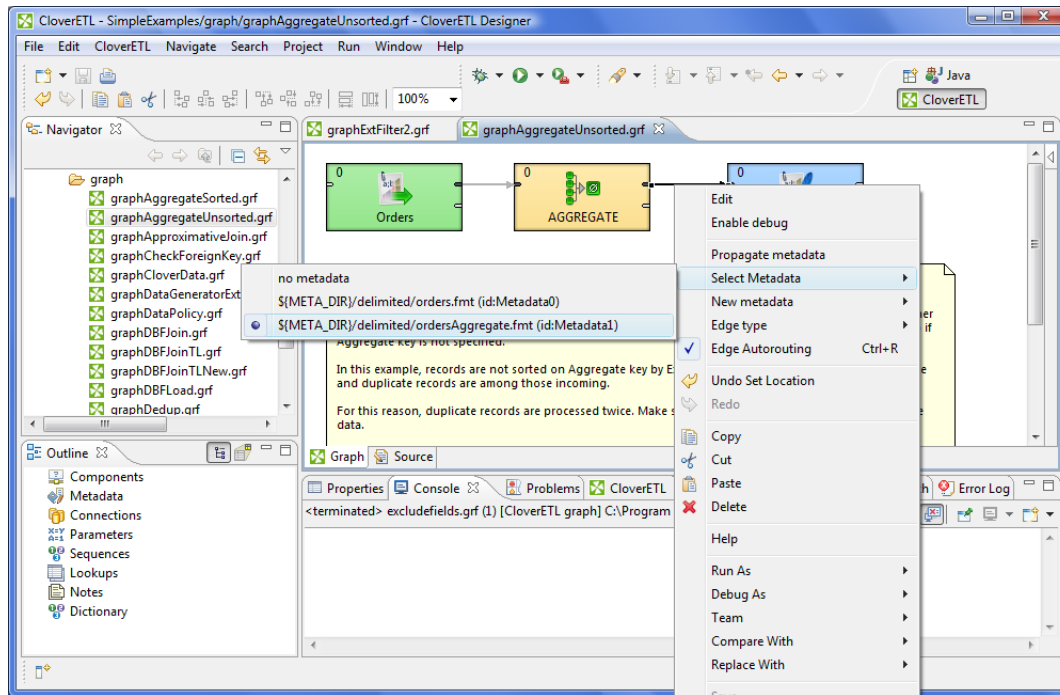 CloverETL - SimpleExamples/graph/graphAggregateUnsorted.grf - CloverETL Designer
File Edit CloverETL Navigate Search Project Run Window Help
Java
100%
CloverETL
Navigator
graphExtFilter2.grf
graphAggregateUnsorted.grf
graph
graphAggregateSorted.grf
graphAggregateUnsorted.grf
graphApproximativeJoin.grf
graphCheckForeignKey.grf
graphCloverData.grf
graphDataGeneratorExt
graphDataPolicy.grf
graphDBFJoin.grf
graphDBFJoinTL.grf
graphDBFJoinTLNew.grf
graphDBFLoad.grf
graphDedup.grf
0
Orders
0
AGGREGATE
0
no metadata
${META_DIR}/delimited/orders.fmt (id:Metadata0)
${META_DIR}/delimited/ordersAggregate.fmt (id:Metadata1)
Aggregate key is not specified.
if
In this example, records are not sorted on Aggregate key by E
and duplicate records are among those incoming.
For this reason, duplicate records are processed twice. Make s
data.
Graph Source
Edit
Enable debug
Propagate metadata
Select Metadata
New metadata
Edge type
Edge Autorouting Ctrl+R
Undo Set Location
Redo
Copy
Cut
Paste
Delete
Help
Run As
Debug As
Team
Compare With
Replace With
Outline
Components
Metadata
Connections
Parameters
Sequences
Lookups
Notes
Dictionary
Properties Console Problems CloverETL
Error Log
<terminated> excludefields.grf (1) [CloverETL graph] C:\Program